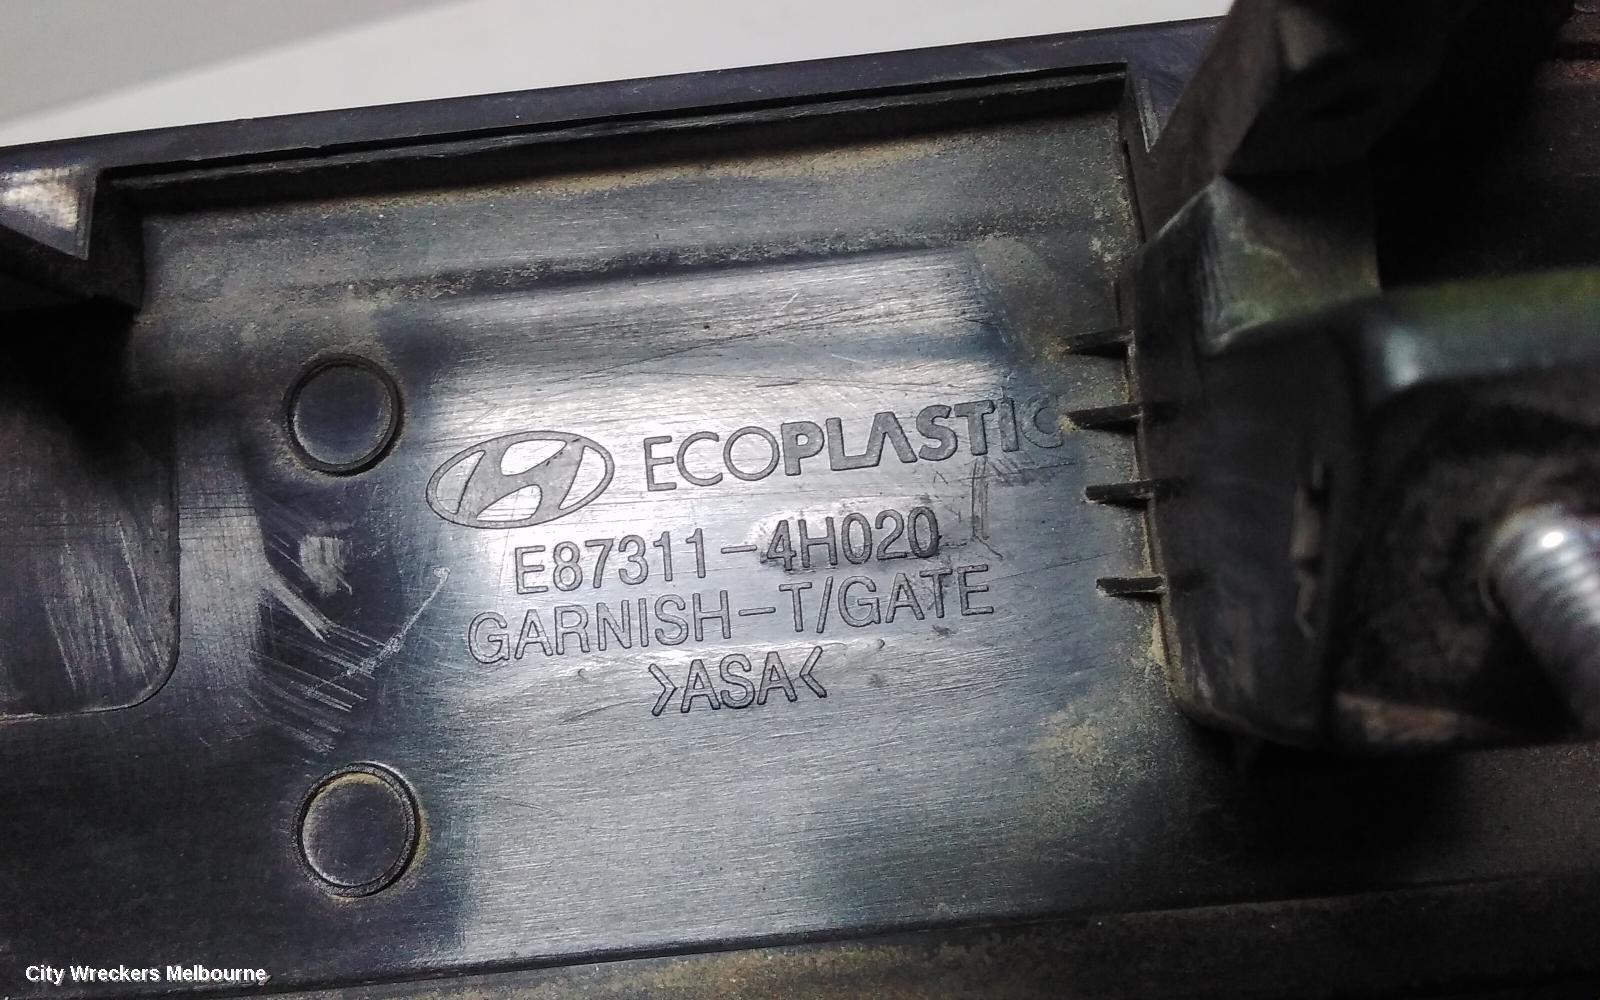 ECOPLASTIC
E87311-4H020
GARNISH-T/GATE
>ASA<
City Wreckers Melbourne